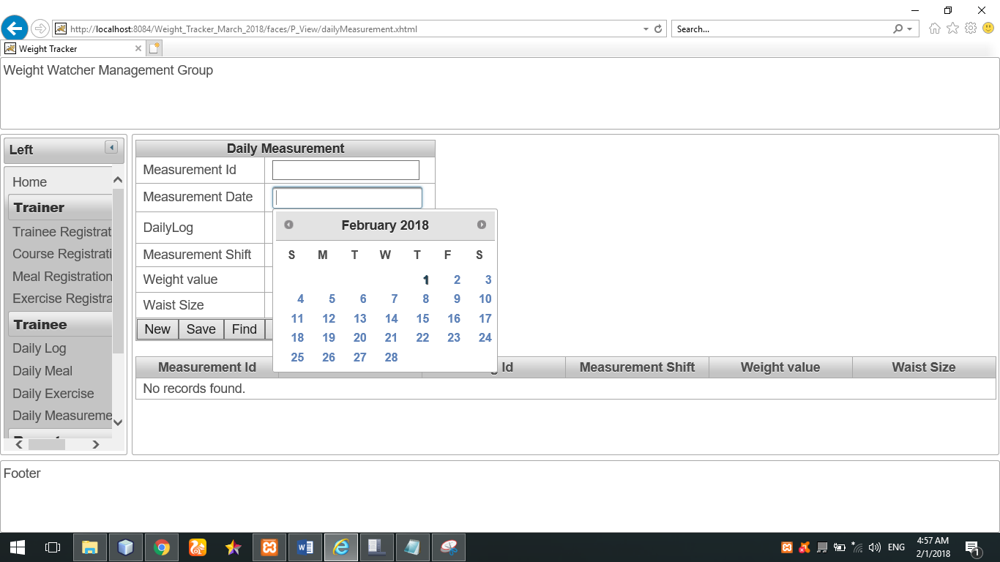 http://localhost:8084/Weight_Tracker_March_2018/faces/P_View/dailyMeasurement.xhtml
Search...
Weight Tracker
Weight Watcher Management Group
Left
Home
Trainer
Trainee Registrat
Course Registrati
Meal Registration
Exercise Registra
Trainee
Daily Log
Daily Meal
Daily Exercise
Daily Measureme
Daily Measurement
Measurement Id
Measurement Date
DailyLog
Measurement Shift
Weight value
Waist Size
New Save Find
February 2018
S M T W T F S
1 2 3
4 5 6 7 8 9 10
11 12 13 14 15 16 17
18 19 20 21 22 23 24
25 26 27 28
Measurement Id Id Measurement Shift Weight value Waist Size
No records found.
Footer
ENG
4:57 AM
2/1/2018
1